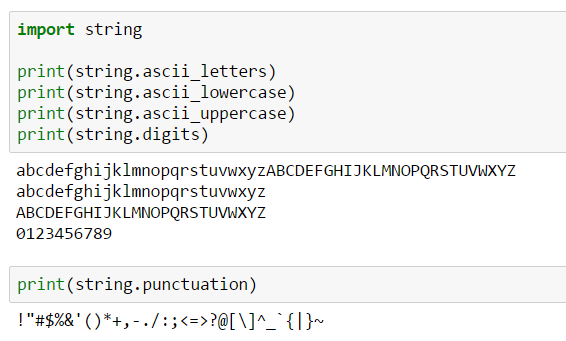 import string
print(string.ascii_letters)
print(string.ascii_lowercase)
print(string.ascii_uppercase)
print(string.digits)
abcdefghijklmnopqrstuvwxyzABCDEFGHIJKLMNOPQRSTUVWXYZ
abcdefghijklmnopqrstuvwxyz
ABCDEFGHIJKLMNOPQRSTUVWXYZ
0123456789
print(string.punctuation)
!"#$%&'()*+,-./:;<=>?@[\]^_`{|}~